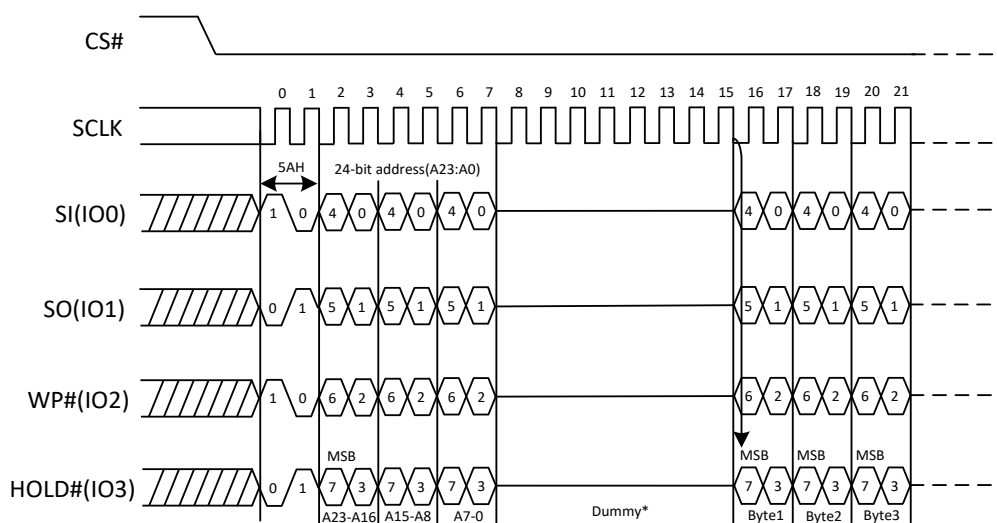 CS#
0 1 2 3 4 5 6 7 8 9 10 11 12 13 14 15 16 17 18 19 20 21
SCLK
5AH 24-bit address(A23:A0)
SI(IO0) 1 0 4 0 4 0 4 0 4 0 4 0 4 0
SO(IO1) 0 1 5 1 5 1 5 1 5 1 5 1 5 1
WP#(IO2) 1 0 6 2 6 2 6 2 6 2 6 2 6 2
MSB MSB MSB MSB
HOLD#(IO3) 0 1 7 3 7 3 7 3 7 3 7 3 7 3
A23-A16 A15-A8 A7-0 Dummy* Byte1 Byte2 Byte3